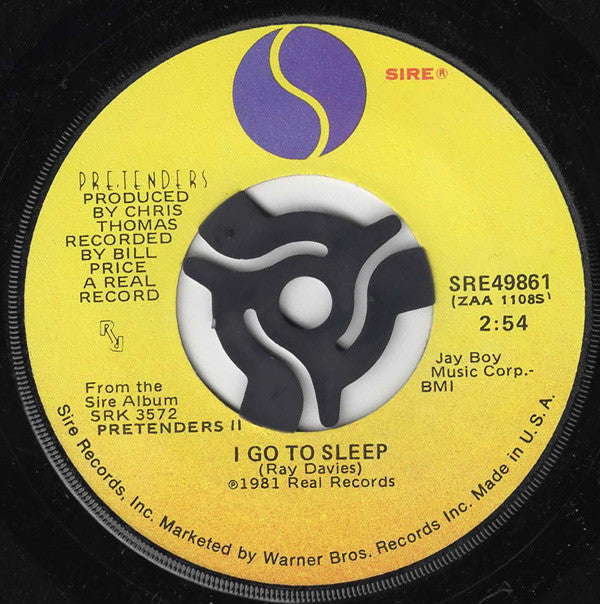 SIRE®
PRETENDERS
PRODUCED
BY CHRIS
THOMAS
RECORDED
BY BILL
PRICE
A REAL
RECORD
SRE49861
(ZAA 1108S)
2:54
Jay Boy
Music Corp.-
BMI
From the
Sire Album
SRK 3572
PRETENDERS II
I GO TO SLEEP
(Ray Davies)
℗1981 Real Records
Sire Records, Inc. Marketed by Warner Bros. Records Inc. Made in U.S.A.